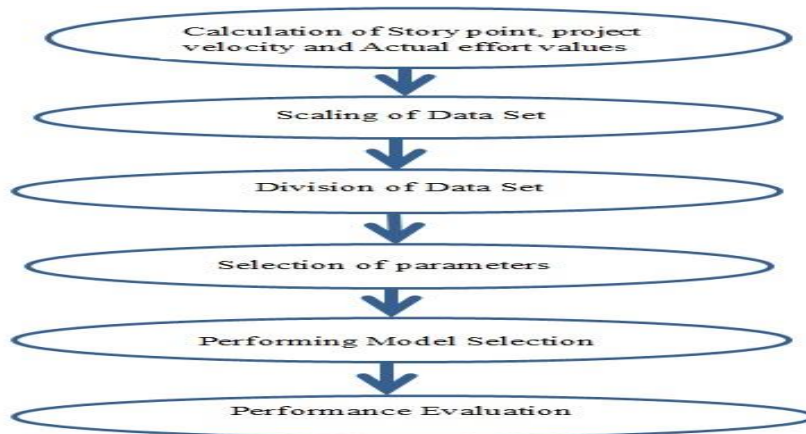 Calculation of Story point, project
velocity and Actual effort values
Scaling of Data Set
Division of Data Set
Selection of parameters
Performing Model Selection
Performance Evaluation